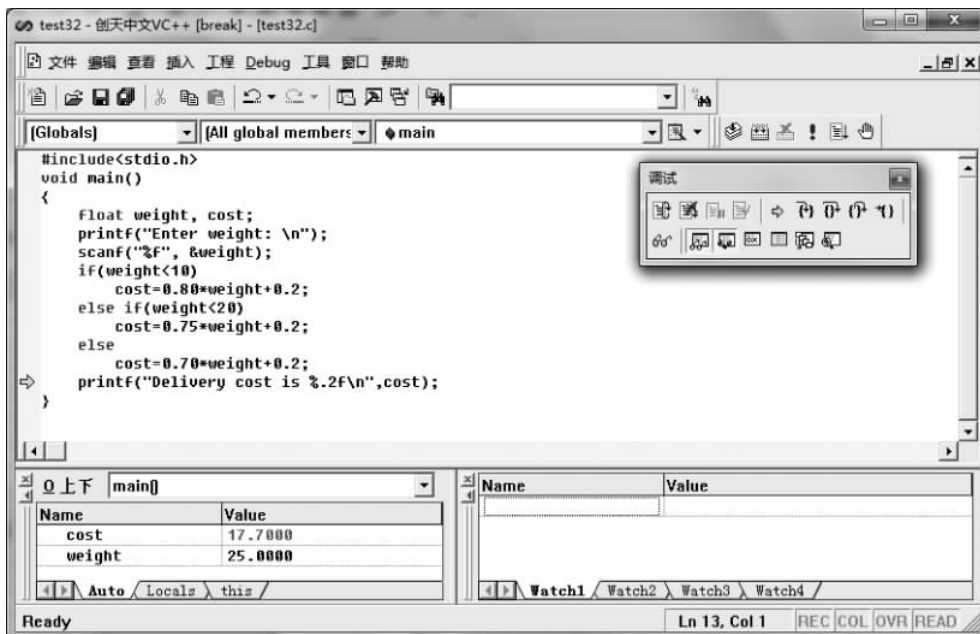 test32 - 创天中文VC++ [break] - [test32.c]
文件 编辑 查看 插入 工程 Debug 工具 窗口 帮助
(Globals) (All global members main
#include<stdio.h>
void main()
{
float weight, cost;
printf("Enter weight: \n");
scanf("%f", &weight);
if(weight<10)
cost=0.80*weight+0.2;
else if(weight<20)
cost=0.75*weight+0.2;
else
cost=0.70*weight+0.2;
printf("Delivery cost is %.2f\n",cost);
}
调试
O上下 main()
Name Value
cost 17.7000
weight 25.0000
Auto Locals this
Name Value
Watch1 Watch2 Watch3 Watch4
Ready Ln 13, Col 1 REC COL OVR READ